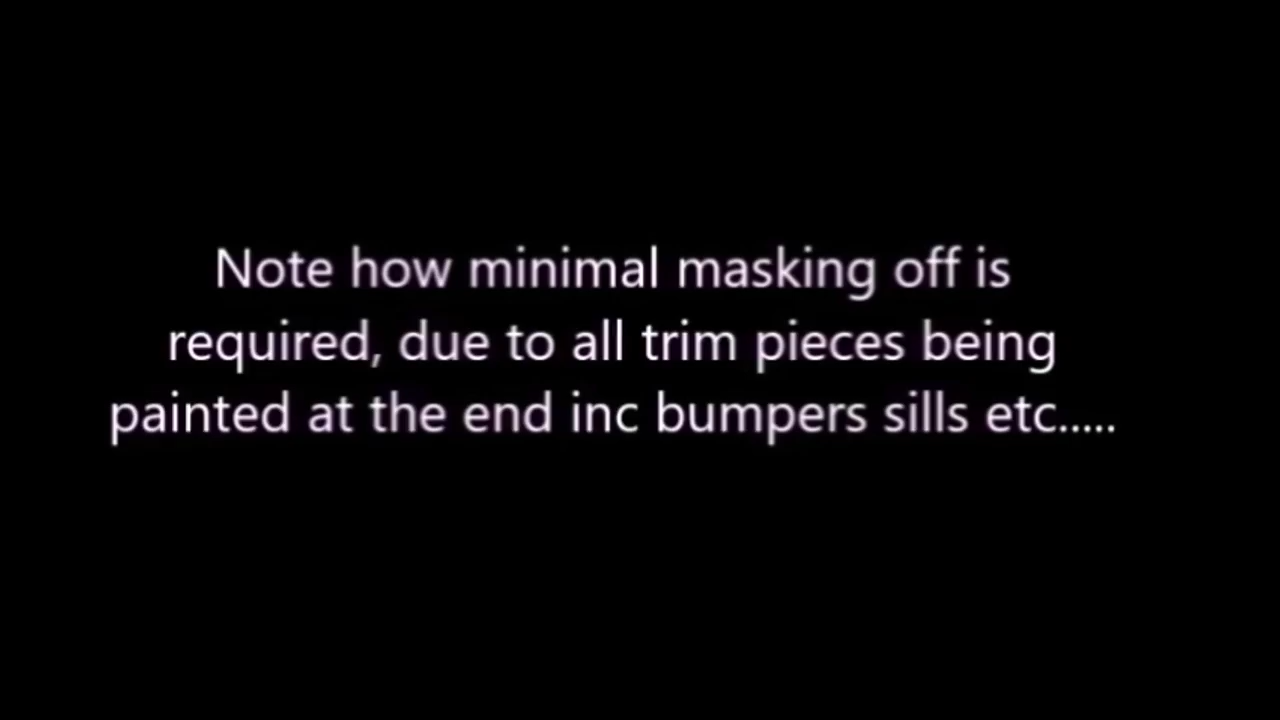 Note how minimal masking off is
required, due to all trim pieces being
painted at the end inc bumpers sills etc.....